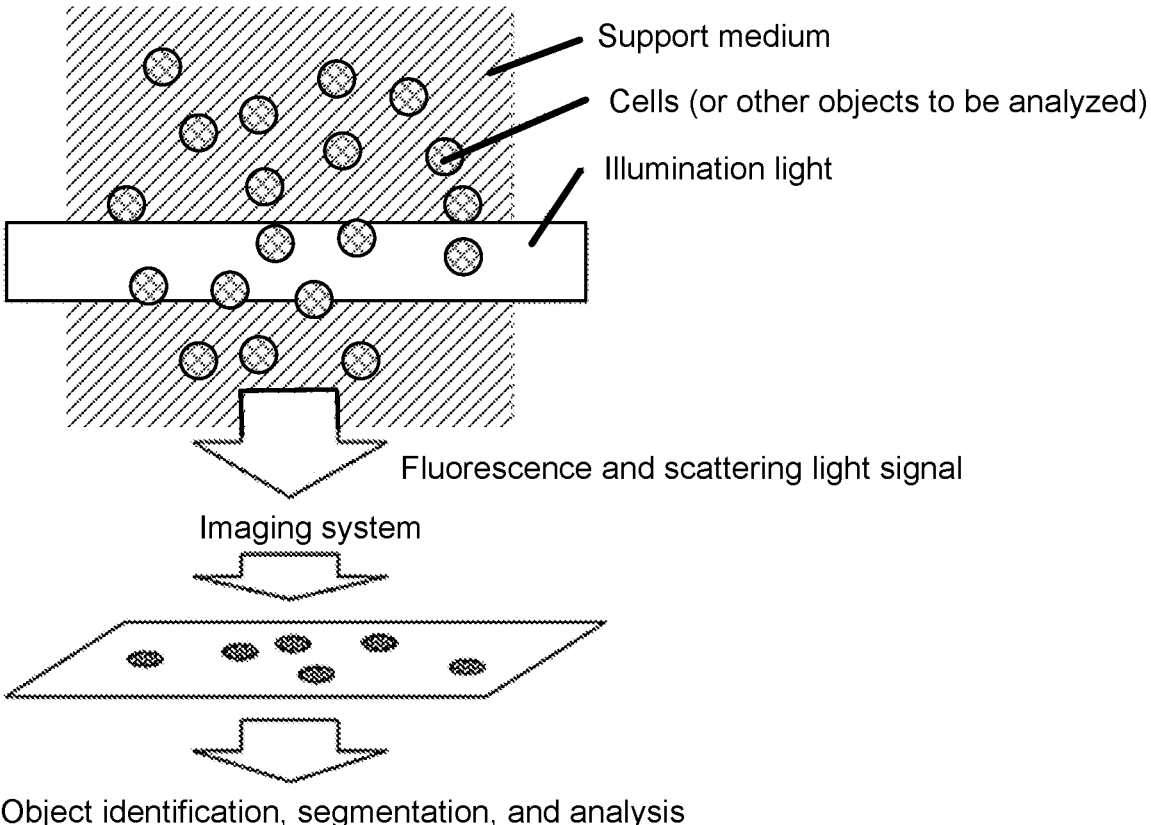 Support medium
Cells (or other objects to be analyzed)
Illumination light
Fluorescence and scattering light signal
Imaging system
Object identification, segmentation, and analysis